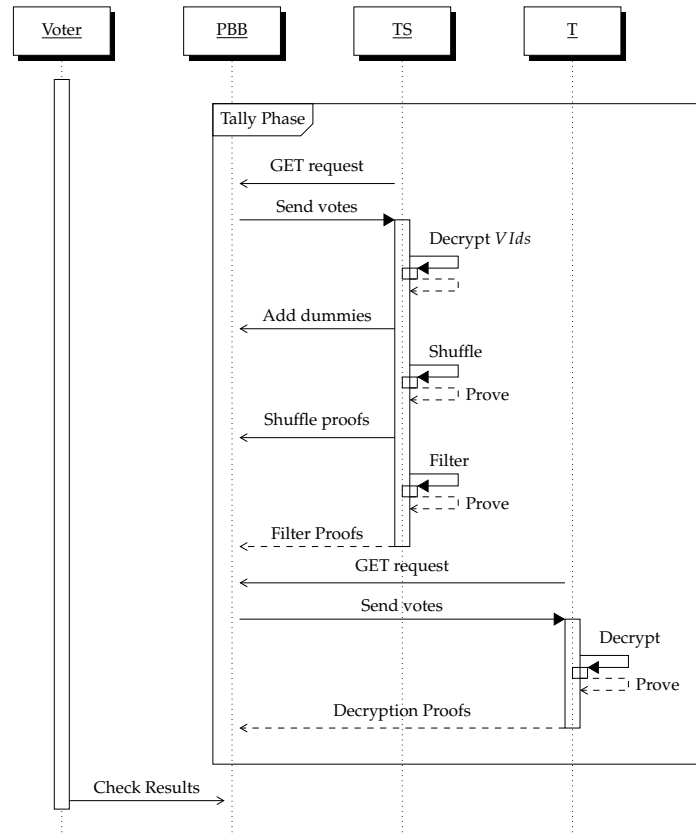 Voter PBB TS T
Tally Phase
GET request
Send votes
Decrypt VIds
Add dummies
Shuffle
Prove
Shuffle proofs
Filter
Prove
Filter Proofs
GET request
Send votes
Decrypt
Prove
Decryption Proofs
Check Results